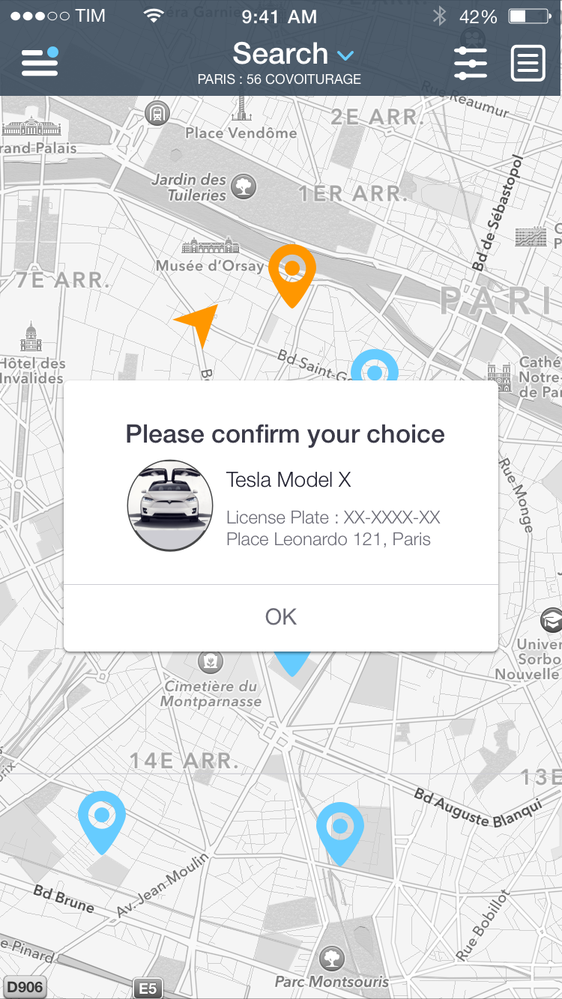 TIM
9:41 AM
42%
Search
PARIS : 56 COVOITURAGE
éra Garnier
Rue Reaumur
2E ARR.
Place Vendôme
rand-Palais
Jardin des
Tuileries
1ER ARR.
Bd de Sébastopol
Musée d'Orsay
7E ARR.
PARI
Hôtel des
Invalides
Bd Saint-Ge
Cathé
Notre-
de Par
Please confirm your choice
Tesla Model X
License Plate : XX-XXXX-XX
Place Leonardo 121, Paris
Rue-Monge
OK
Univer
Sorbo
Nouvelle
Cimetière du
Montparnasse
14E ARR.
13E
Bd Auguste Blanqui
Av. Jean-Moulin
Bd Brune
Rue Bobillot
e-Pinard
Parc Montsouris
D906
E5